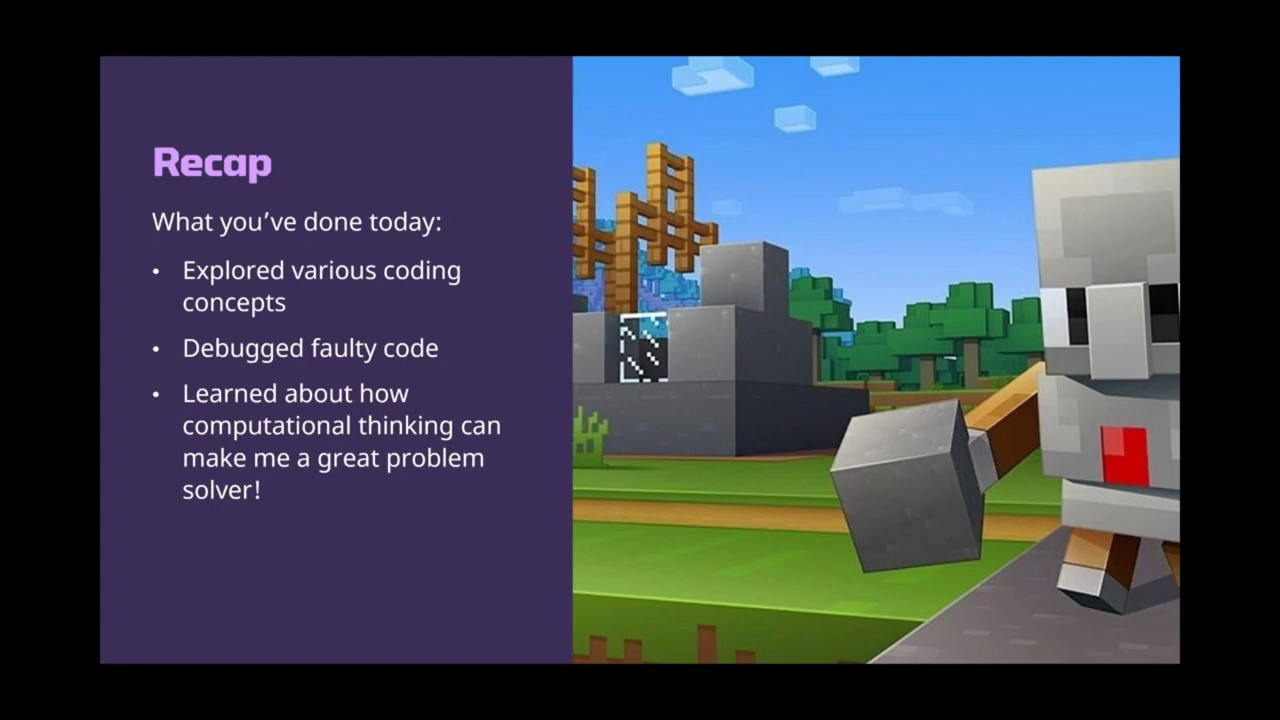 Recap
What you’ve done today:
• Explored various coding
concepts
• Debugged faulty code
• Learned about how
computational thinking can
make me a great problem
solver!